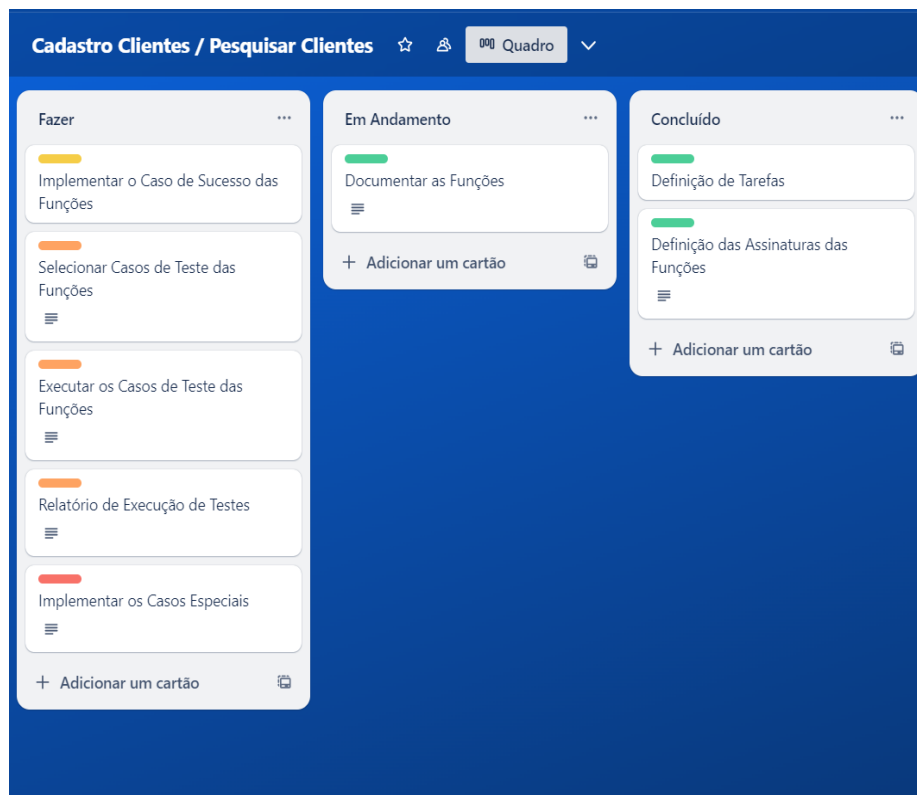 Cadastro Clientes / Pesquisar Clientes
Quadro
Fazer
Implementar o Caso de Sucesso das
Funções
Selecionar Casos de Teste das
Funções
Executar os Casos de Teste das
Funções
Relatório de Execução de Testes
Implementar os Casos Especiais
+ Adicionar um cartão
Em Andamento
Documentar as Funções
+ Adicionar um cartão
Concluído
Definição de Tarefas
Definição das Assinaturas das
Funções
+ Adicionar um cartão